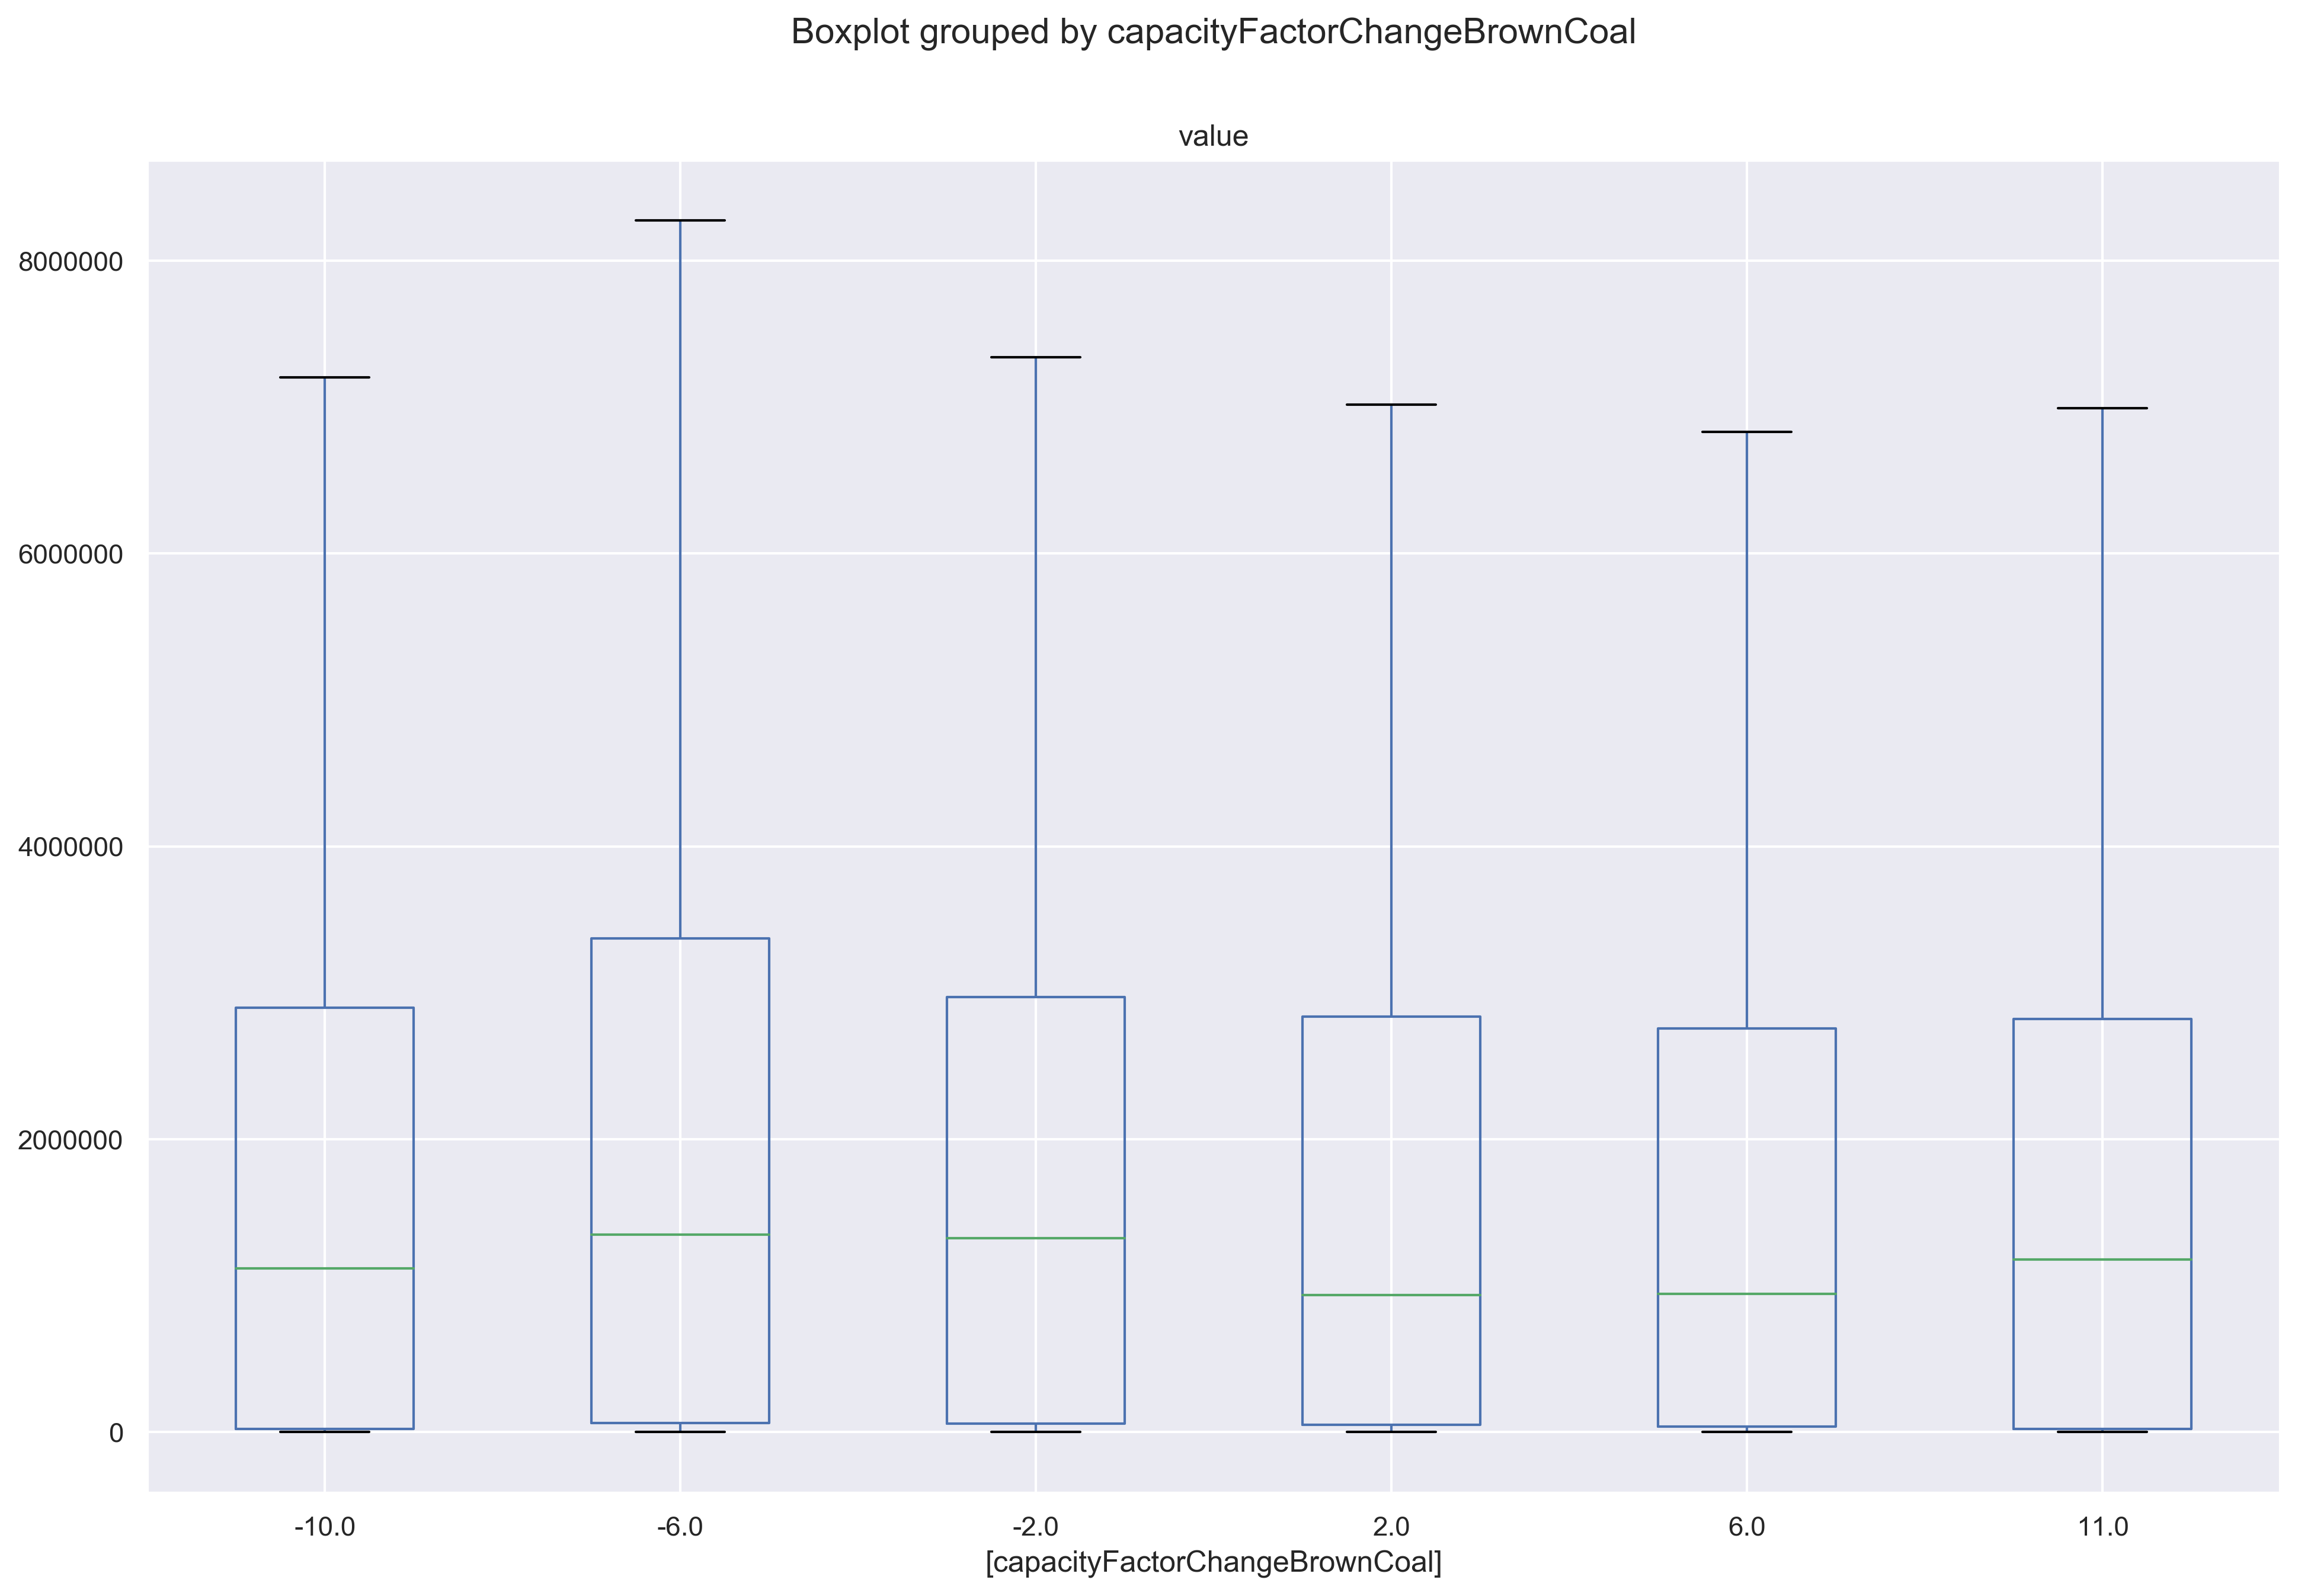 Boxplot grouped by capacityFactorChangeBrownCoal
value
8000000
6000000
4000000
2000000
0
-10.0 -6.0 -2.0 2.0 6.0 11.0
[capacityFactorChangeBrownCoal]